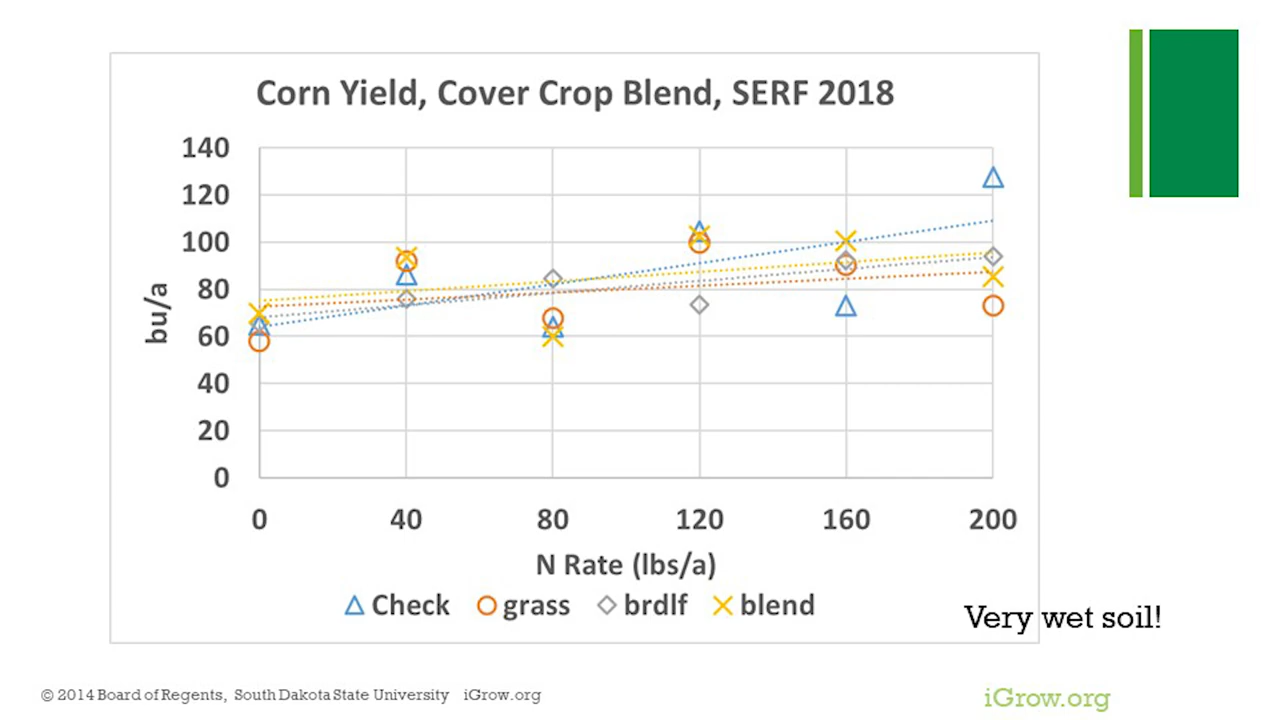 Corn Yield, Cover Crop Blend, SERF 2018
140
120
100
80
60
40
20
0
bu/a
0 40 80 120 160 200
N Rate (lbs/a)
Check grass brdlf blend
Very wet soil!
© 2014 Board of Regents, South Dakota State University iGrow.org
iGrow.org